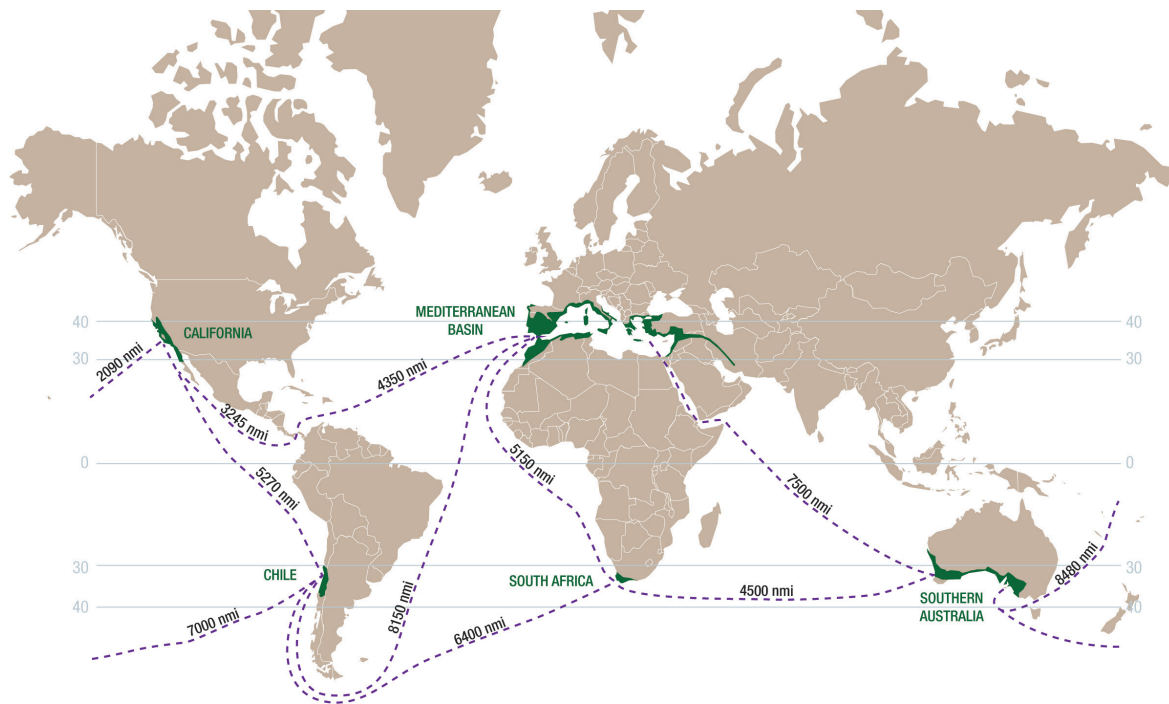 MEDITERRANEAN
BASIN
40
CALIFORNIA
40
30
30
2090 nmi
4350 nmi
3245 nmi
5150 nmi
0
0
5270 nmi
7500 nmi
30
CHILE
SOUTH AFRICA
30
8480 nmi
40
8150 nmi
4500 nmi
SOUTHERN
AUSTRALIA
40
7000 nmi
6400 nmi